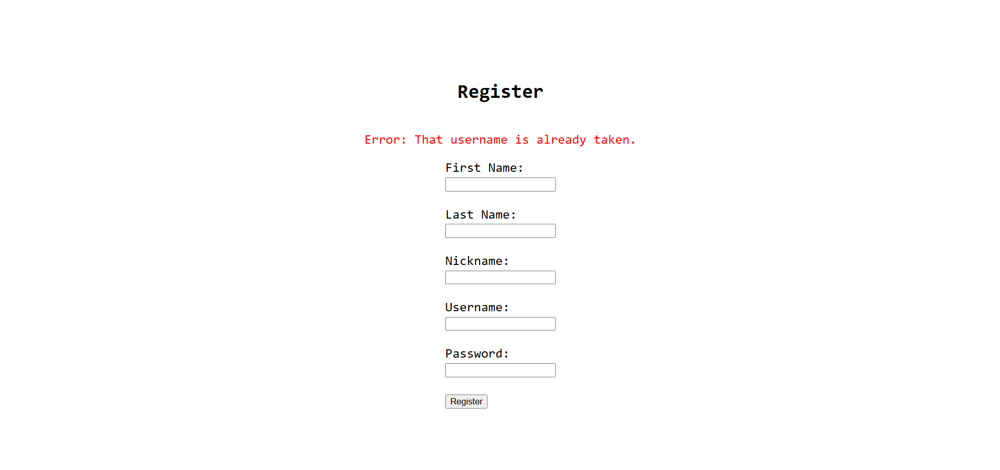 Register
Error: That username is already taken.
First Name:
Last Name:
Nickname:
Username:
Password:
Register